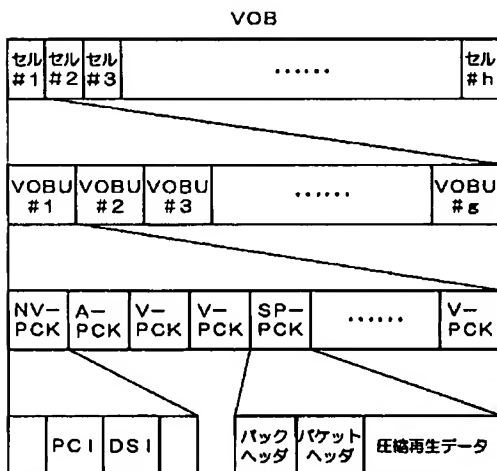 VOB
セル #1 セル #2 セル #3 ...... セル #h
VOBU #1 VOBU #2 VOBU #3 ...... VOBU #g
NV-PCK A-PCK V-PCK V-PCK SP-PCK ...... V-PCK
PCI DSI パックヘッダ パケットヘッダ 圧縮再生データ